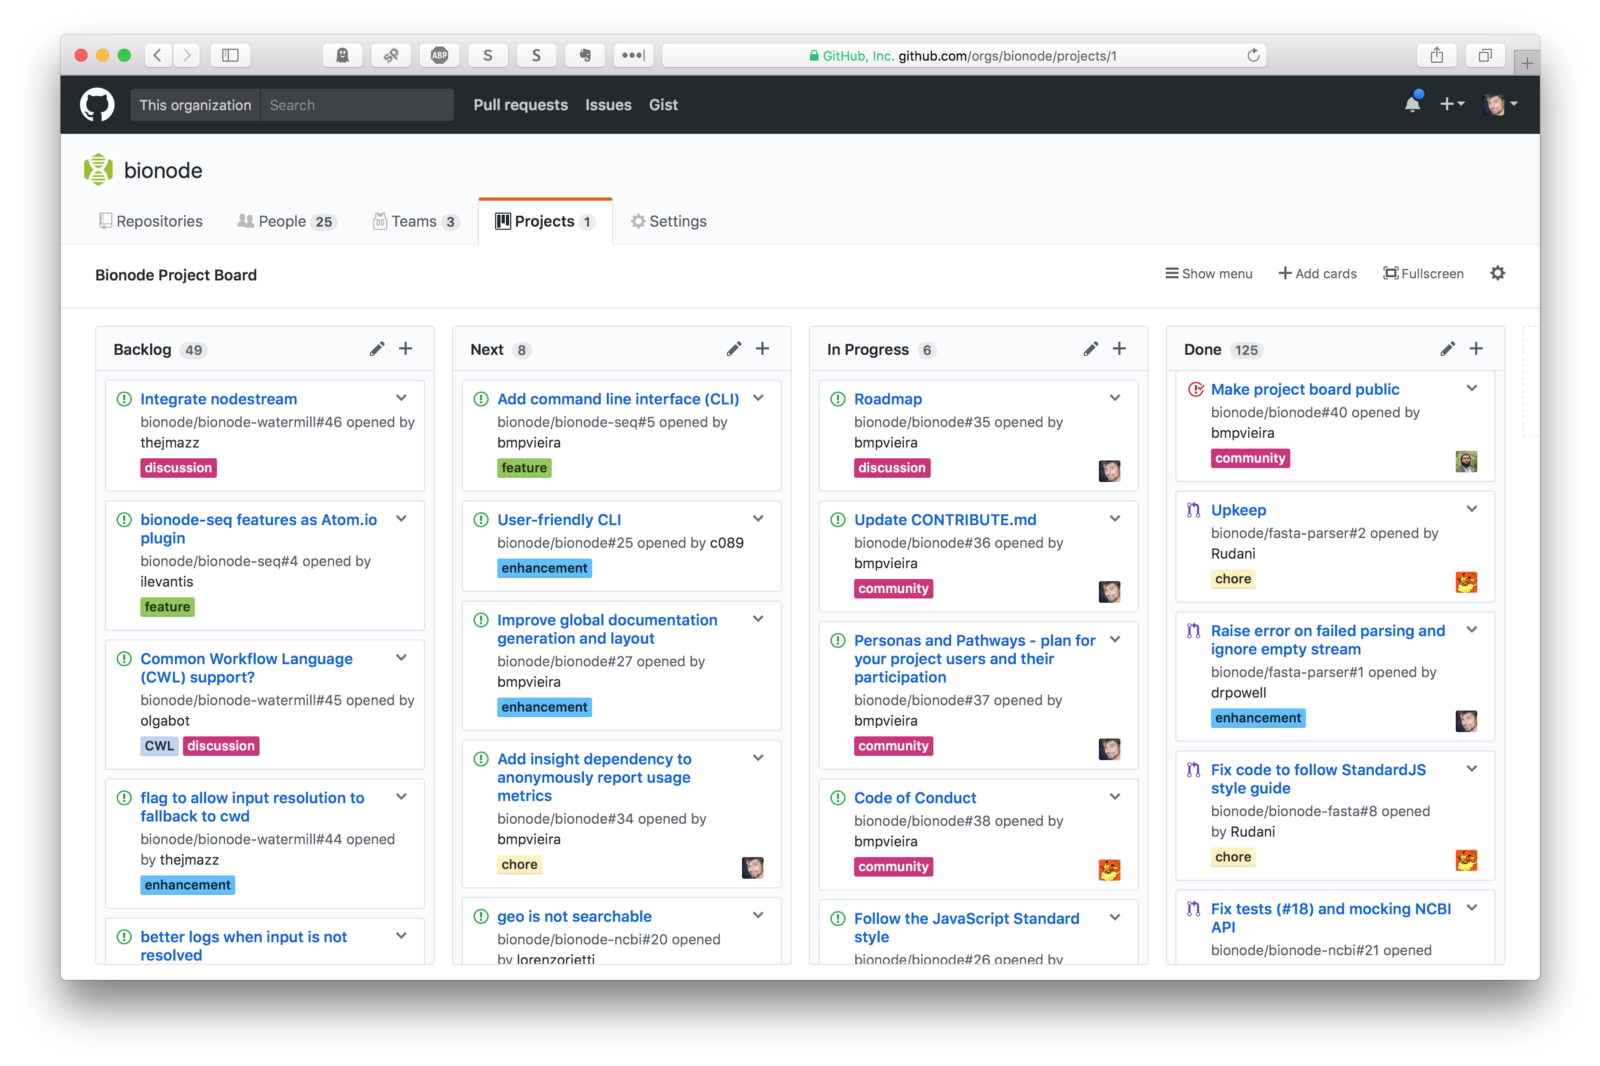 ABP
S
S
GitHub, Inc. github.com/orgs/bionode/projects/1
This organization
Search
Pull requests
Issues
Gist
bionode
Repositories
People 25
Teams 3
Projects 1
Settings
Bionode Project Board
Show menu
Add cards
Fullscreen
Backlog 49
Integrate nodestream
bionode/bionode-watermill#46 opened by
thejmazz
discussion
bionode-seq features as Atom.io
plugin
bionode/bionode-seq#4 opened by
ilevantis
feature
Common Workflow Language
(CWL) support?
bionode/bionode-watermill#45 opened by
olgabot
CWL discussion
flag to allow input resolution to
fallback to cwd
bionode/bionode-watermill#44 opened
by thejmazz
enhancement
better logs when input is not
resolved
Next 8
Add command line interface (CLI)
bionode/bionode-seq#5 opened by
bmpvieira
feature
User-friendly CLI
bionode/bionode#25 opened by c089
enhancement
Improve global documentation
generation and layout
bionode/bionode#27 opened by
bmpvieira
enhancement
Add insight dependency to
anonymously report usage
metrics
bionode/bionode#34 opened by
bmpvieira
chore
geo is not searchable
bionode/bionode-ncbi#20 opened
by lorenzorietti
In Progress 6
Roadmap
bionode/bionode#35 opened by
bmpvieira
discussion
Update CONTRIBUTE.md
bionode/bionode#36 opened by
bmpvieira
community
Personas and Pathways - plan for
your project users and their
participation
bionode/bionode#37 opened by
bmpvieira
community
Code of Conduct
bionode/bionode#38 opened by
bmpvieira
community
Follow the JavaScript Standard
style
bionode/bionode#26 opened by
Done 125
Make project board public
bionode/bionode#40 opened by
bmpvieira
community
Upkeep
bionode/fasta-parser#2 opened by
Rudani
chore
Raise error on failed parsing and
ignore empty stream
bionode/fasta-parser#1 opened by
drpowell
enhancement
Fix code to follow StandardJS
style guide
bionode/bionode-fasta#8 opened
by Rudani
chore
Fix tests (#18) and mocking NCBI
API
bionode/bionode-ncbi#21 opened